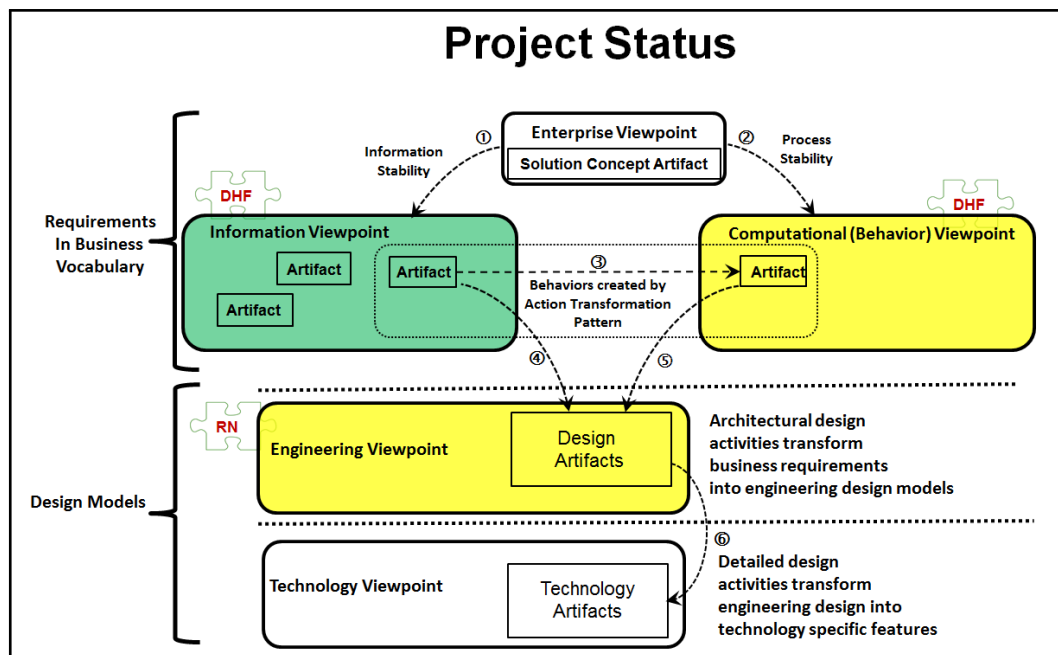 Project Status
Enterprise Viewpoint
Solution Concept Artifact
①
②
Information
Stability
Process
Stability
DHF
DHF
Requirements
In Business
Vocabulary
Information Viewpoint
Artifact
Artifact
Artifact
③
Behaviors created by
Action Transformation
Pattern
Computational (Behavior) Viewpoint
Artifact
④
⑤
RN
Design Models
Engineering Viewpoint
Design
Artifacts
Architectural design
activities transform
business requirements
into engineering design models
⑥
Technology Viewpoint
Technology
Artifacts
Detailed design
activities transform
engineering design into
technology specific features